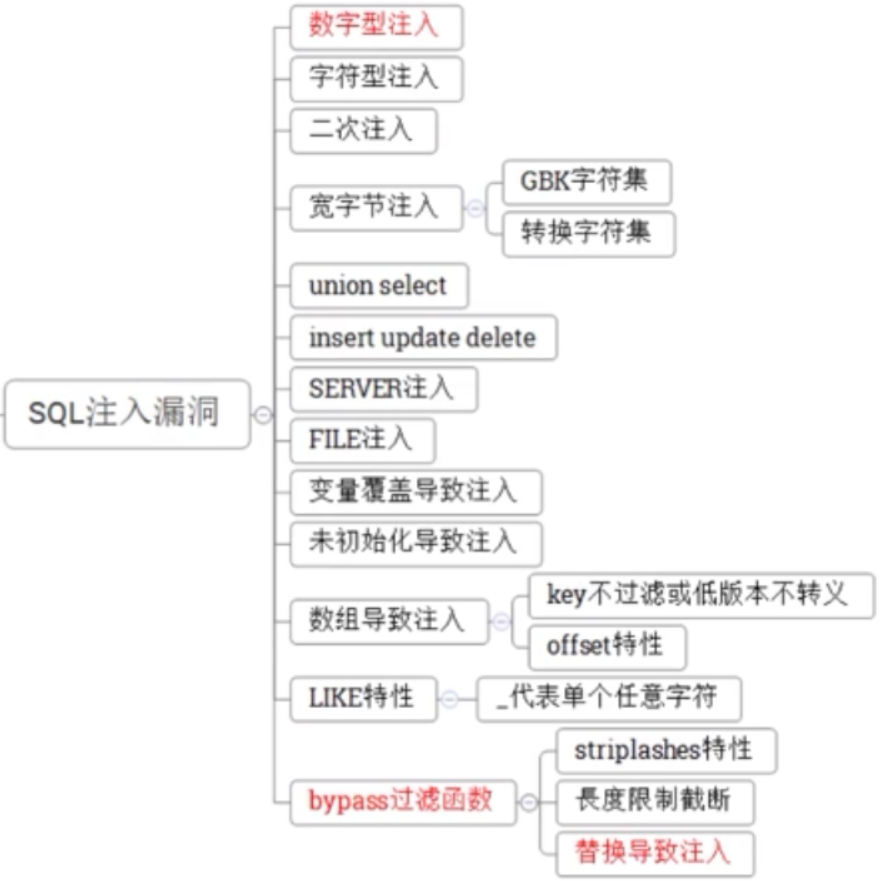 SQL注入漏洞
数字型注入
字符型注入
二次注入
宽字节注入
GBK字符集
转换字符集
union select
insert update delete
SERVER注入
FILE注入
变量覆盖导致注入
未初始化导致注入
数组导致注入
key不过滤或低版本不转义
offset特性
LIKE特性
_代表单个任意字符
bypass过滤函数
striplashes特性
長度限制截断
替换导致注入